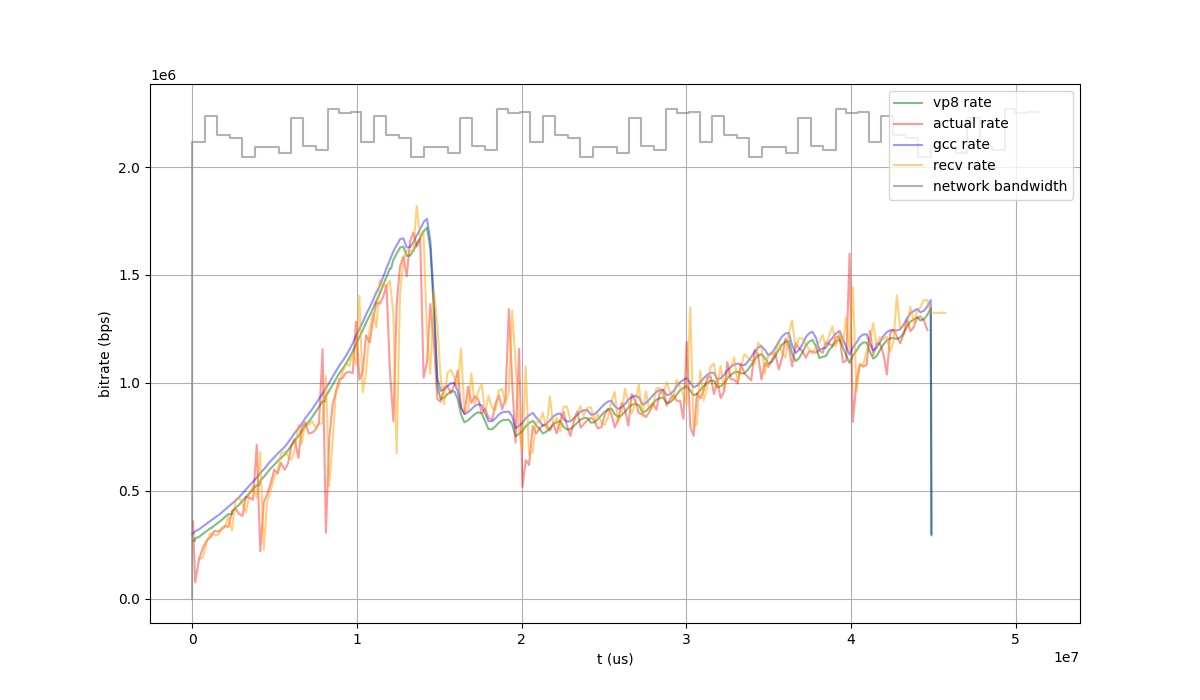 1e6
2.0
1.5
1.0
0.5
0.0
bitrate (bps)
vp8 rate
actual rate
gcc rate
recv rate
network bandwidth
0 1 2 3 4 5
t (us)
1e7